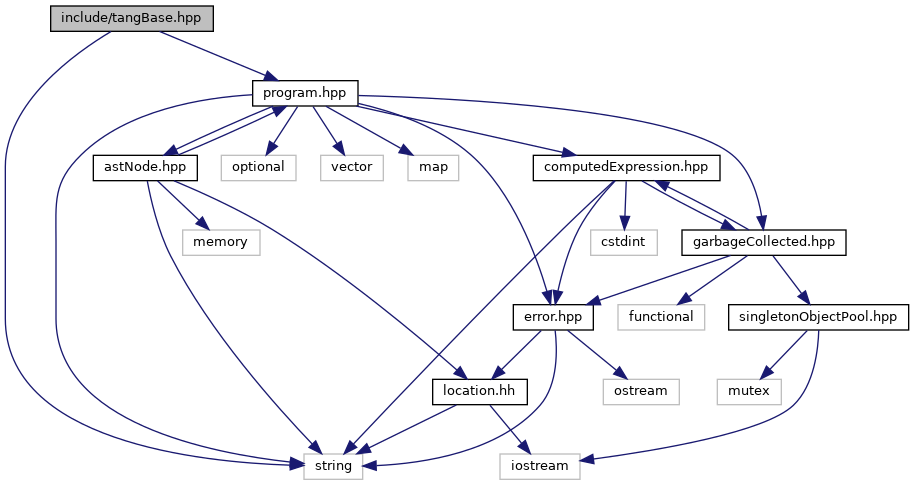 include/tangBase.hpp
program.hpp
astNode.hpp
optional
vector
map
computedExpression.hpp
memory
cstdint
garbageCollected.hpp
error.hpp
functional
singletonObjectPool.hpp
location.hh
ostream
mutex
string
iostream